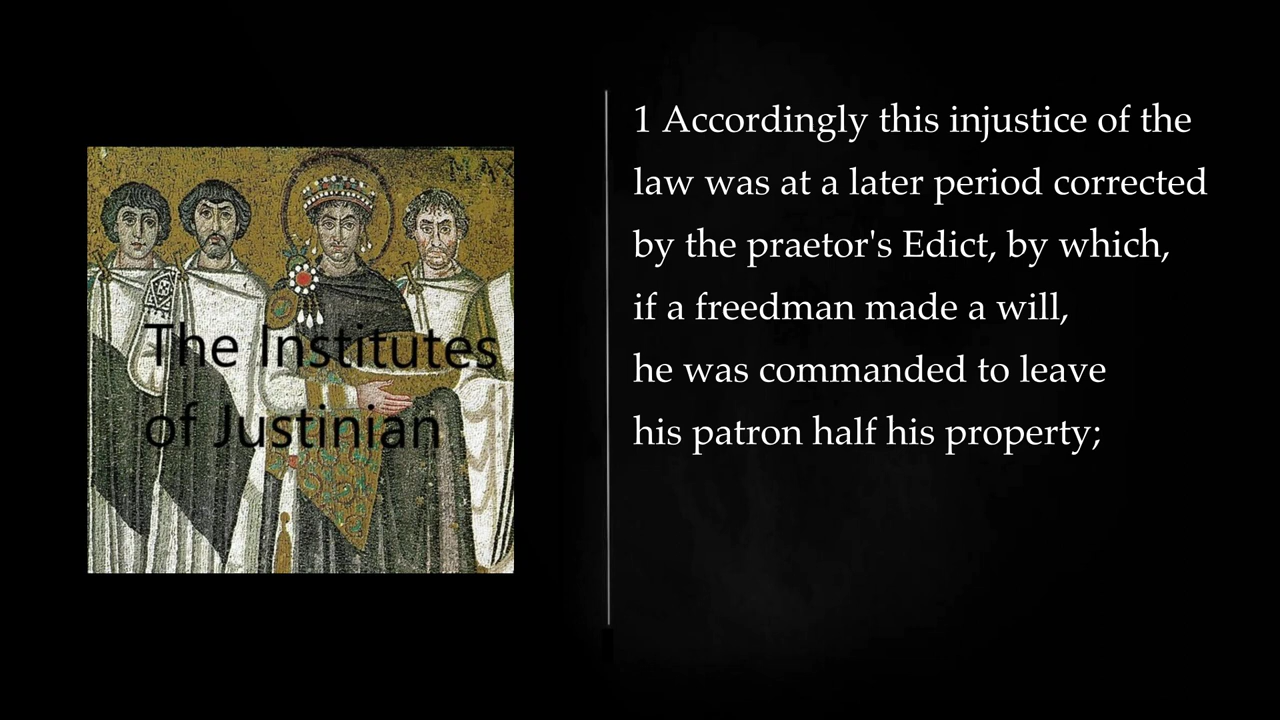 The Institutes
of Justinian
1 Accordingly this injustice of the
law was at a later period corrected
by the praetor's Edict, by which,
if a freedman made a will,
he was commanded to leave
his patron half his property;